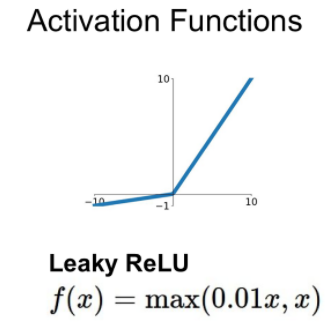 Activation Functions
10
−10
−1
10
Leaky ReLU
f(x) = max(0.01x, x)